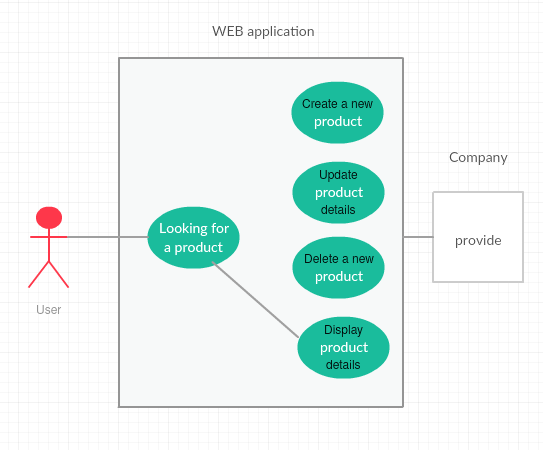 WEB application
Create a new
product
Company
Update
product
details
Looking for
a product
provide
Delete a new
product
User
Display
product
details